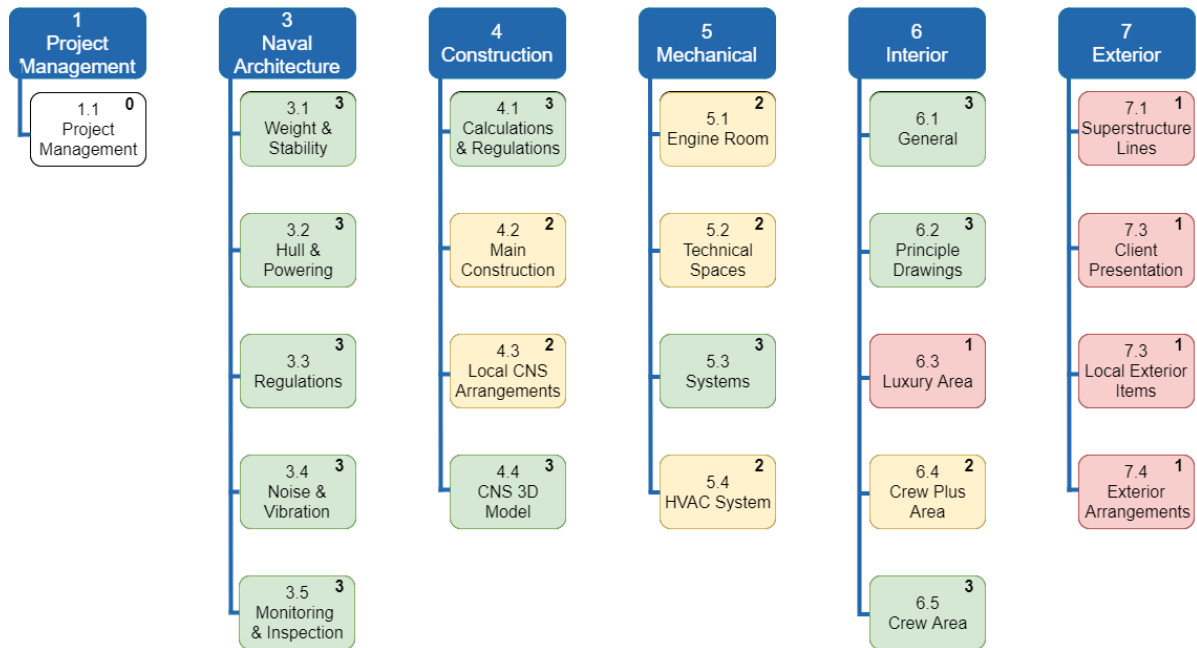 1
Project
Management
1.1 0
Project
Management
3
Naval
Architecture
3.1 3
Weight &
Stability
3.2 3
Hull &
Powering
3.3 3
Regulations
3.4 3
Noise &
Vibration
3.5 3
Monitoring
& Inspection
4
Construction
4.1 3
Calculations
& Regulations
4.2 2
Main
Construction
4.3 2
Local CNS
Arrangements
4.4 3
CNS 3D
Model
5
Mechanical
5.1 2
Engine Room
5.2 2
Technical
Spaces
5.3 3
Systems
5.4 2
HVAC System
6
Interior
6.1 3
General
6.2 3
Principle
Drawings
6.3 1
Luxury Area
6.4 2
Crew Plus
Area
6.5 3
Crew Area
7
Exterior
7.1 1
Superstructure
Lines
7.3 1
Client
Presentation
7.3 1
Local Exterior
Items
7.4 1
Exterior
Arrangements